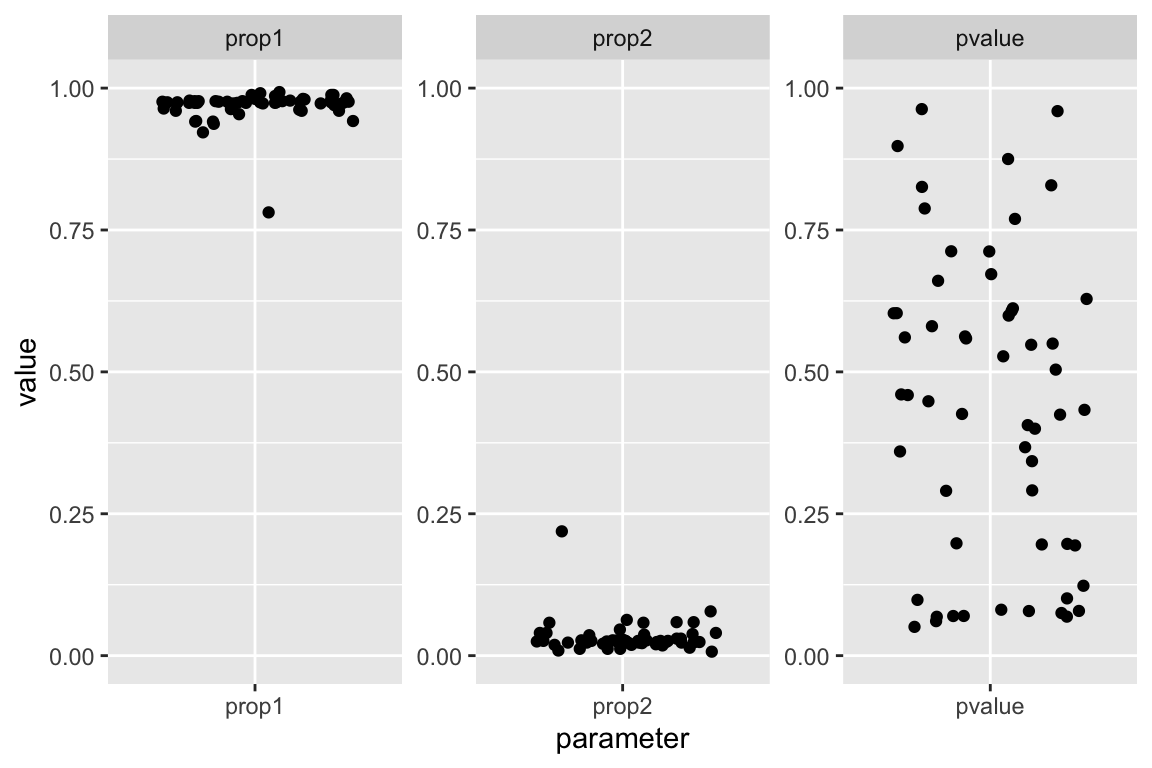 prop1 prop2 pvalue
1.00 1.00 1.00
0.75 0.75 0.75
0.50 0.50 0.50
0.25 0.25 0.25
0.00 0.00 0.00
value
prop1 prop2 pvalue
parameter